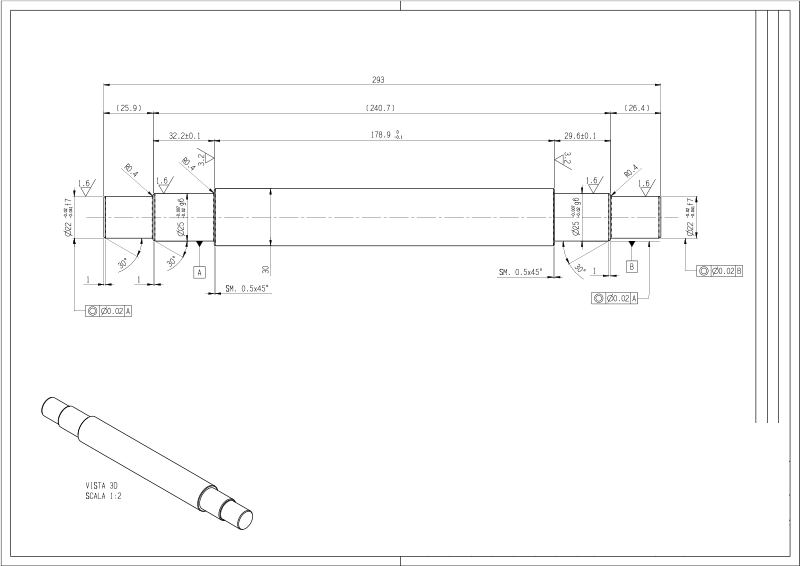 293
(25.9)
(240.7)
(26.4)
32.2±0.1
178.9 0 -0.1
29.6±0.1
3.2
3.2
R0.4
R0.4
R0.4
1.6
1.6
1.6
1.6
Ø22 f7
Ø25 g6
Ø25 g6
Ø22 f7
30°
30°
30°
A
B
30
1
1
1
SM. 0.5x45°
SM. 0.5x45°
Ø0.02 B
Ø0.02 A
Ø0.02 A
VISTA 3D
SCALA 1:2